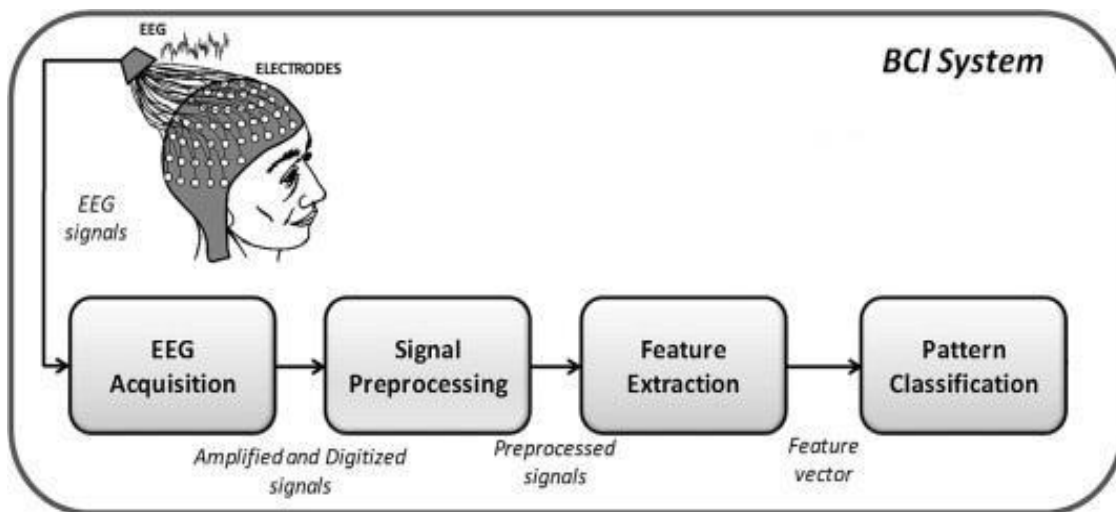 EEG
ELECTRODES
BCI System
EEG
signals
EEG
Acquisition
Signal
Preprocessing
Feature
Extraction
Pattern
Classification
Amplified and Digitized
signals
Preprocessed
signals
Feature
vector